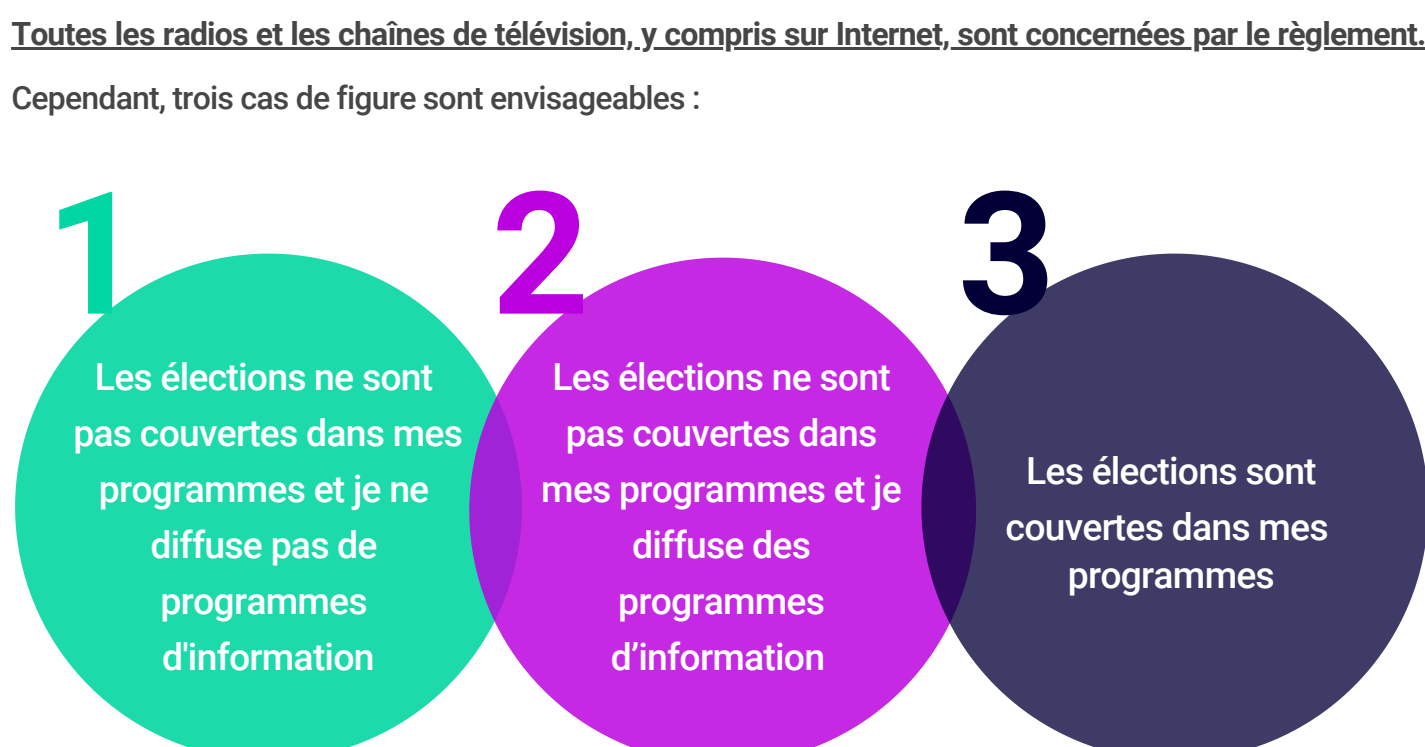 Toutes les radios et les chaînes de télévision, y compris sur Internet, sont concernées par le règlement.
Cependant, trois cas de figure sont envisageables :
1
Les élections ne sont
pas couvertes dans mes
programmes et je ne
diffuse pas de
programmes
d'information
2
Les élections ne sont
pas couvertes dans
mes programmes et je
diffuse des
programmes
d’information
3
Les élections sont
couvertes dans mes
programmes